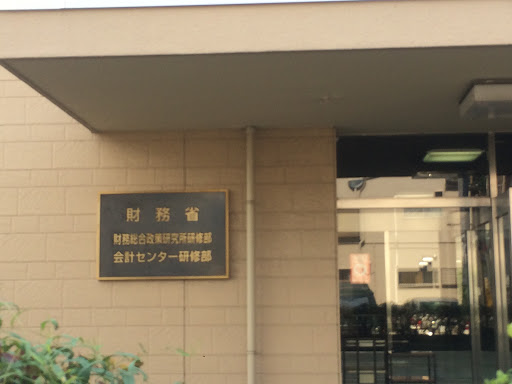 財務省
財務総合政策研究所研修部
会計センター研修部